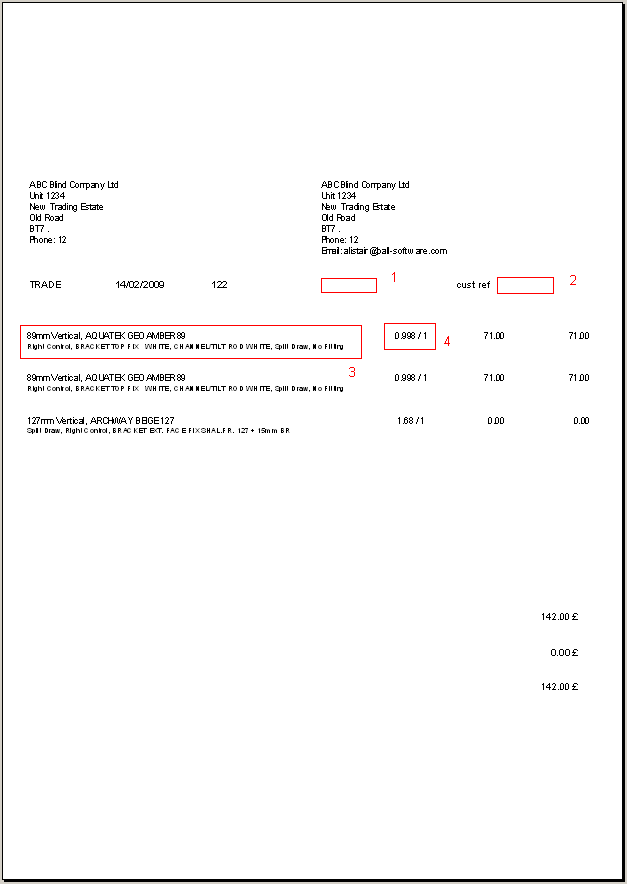 ABC Blind Company Ltd
Unit 1234
New Trading Estate
Old Road
BT7 .
Phone: 12
ABC Blind Company Ltd
Unit 1234
New Trading Estate
Old Road
BT7 .
Phone: 12
Email: alistair@ball-software.com
TRADE 14/02/2009 122 1 cust ref 2
89mm Vertical, AQUATEK GEO AMBER 89 0.998 / 1 4 71.00 71.00
Right Control, BRACKET TOP FIX WHITE, CHANNEL/TILT ROD WHITE, Split Draw, No Fitting
3
89mm Vertical, AQUATEK GEO AMBER 89 0.998 / 1 71.00 71.00
Right Control, BRACKET TOP FIX WHITE, CHANNEL/TILT ROD WHITE, Split Draw, No Fitting
127mm Vertical, ARCHWAY BEIGE 127 1.68 / 1 0.00 0.00
Split Draw, Right Control, BRACKET EXT. FACE FIX SHAL.FR. 127 + 15mm BR
142.00 £
0.00 £
142.00 £